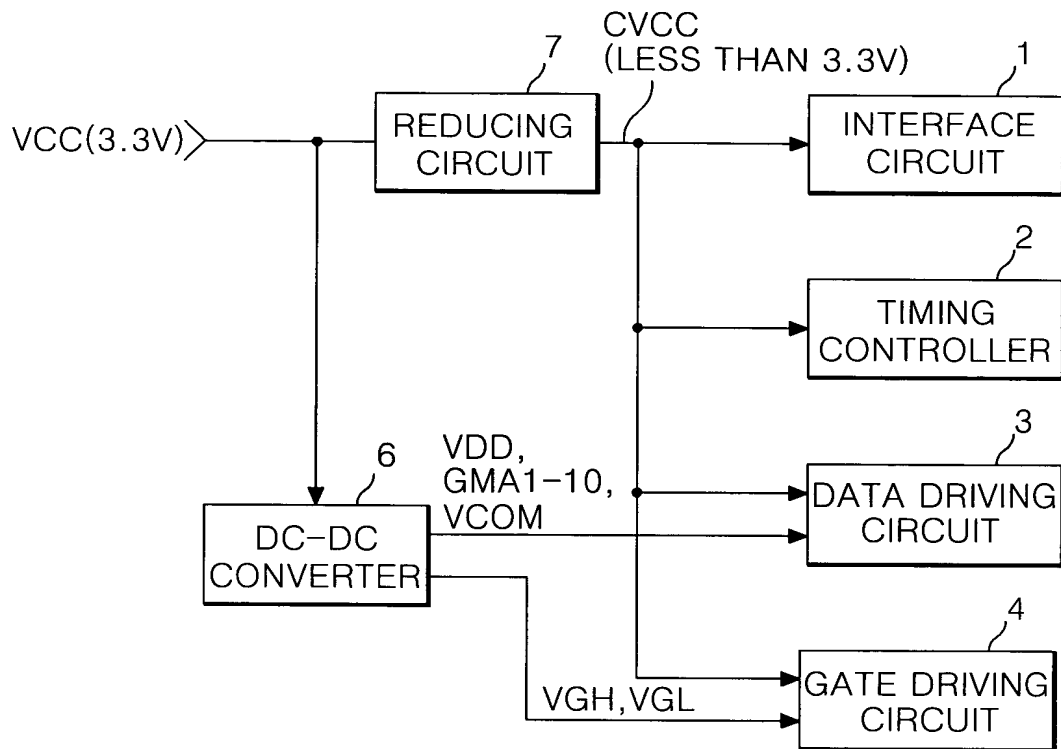 CVCC
(LESS THAN 3.3V)
7
1
VCC(3.3V)
REDUCING
CIRCUIT
INTERFACE
CIRCUIT
2
TIMING
CONTROLLER
6
VDD,
GMA1-10,
VCOM
3
DC-DC
CONVERTER
DATA DRIVING
CIRCUIT
4
VGH,VGL
GATE DRIVING
CIRCUIT